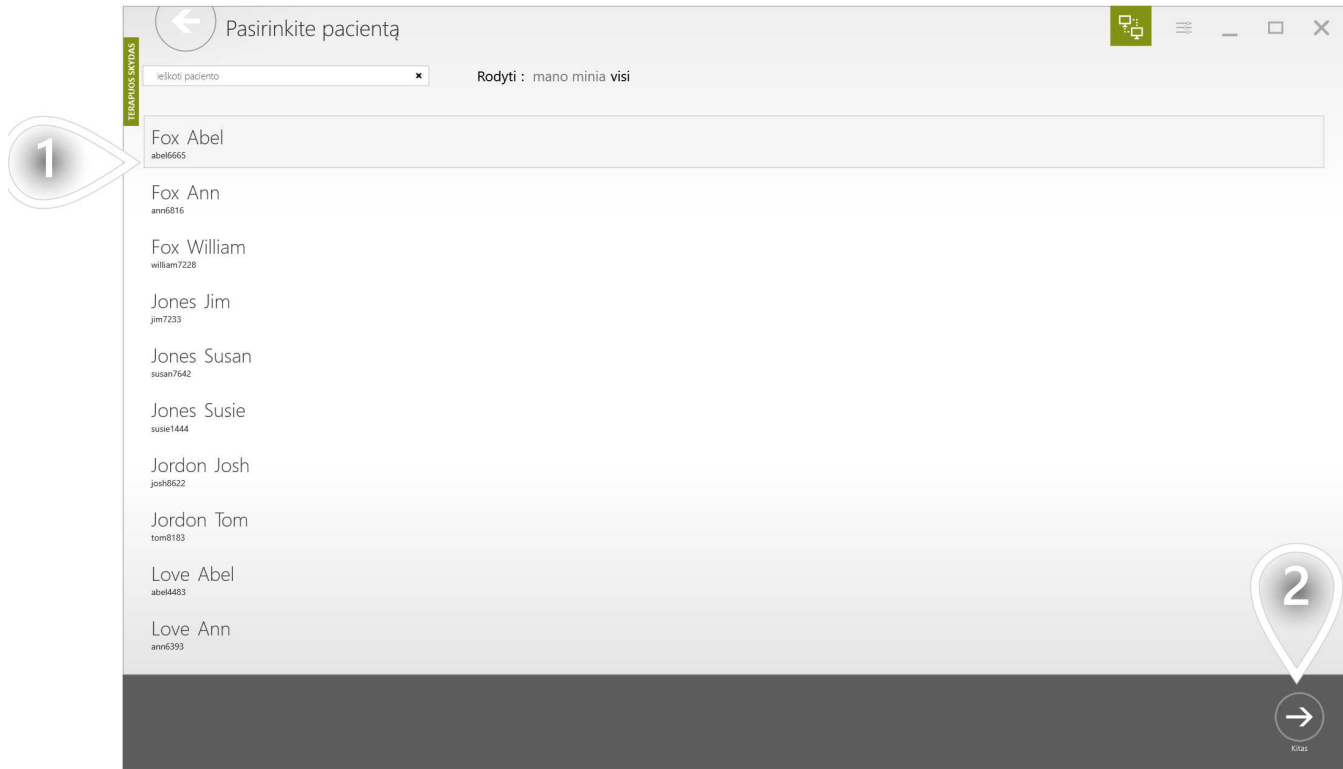 Pasirinkite pacientą
TERAPIJOS SKYDAS
ieškoti paciento
Rodyti : mano minia visi
1
Fox Abel
abel6665
Fox Ann
ann6816
Fox William
william7228
Jones Jim
jim7233
Jones Susan
susan7642
Jones Susie
susie1444
Jordon Josh
josh8622
Jordon Tom
tom8183
Love Abel
abel4483
Love Ann
ann6393
2
Kitas